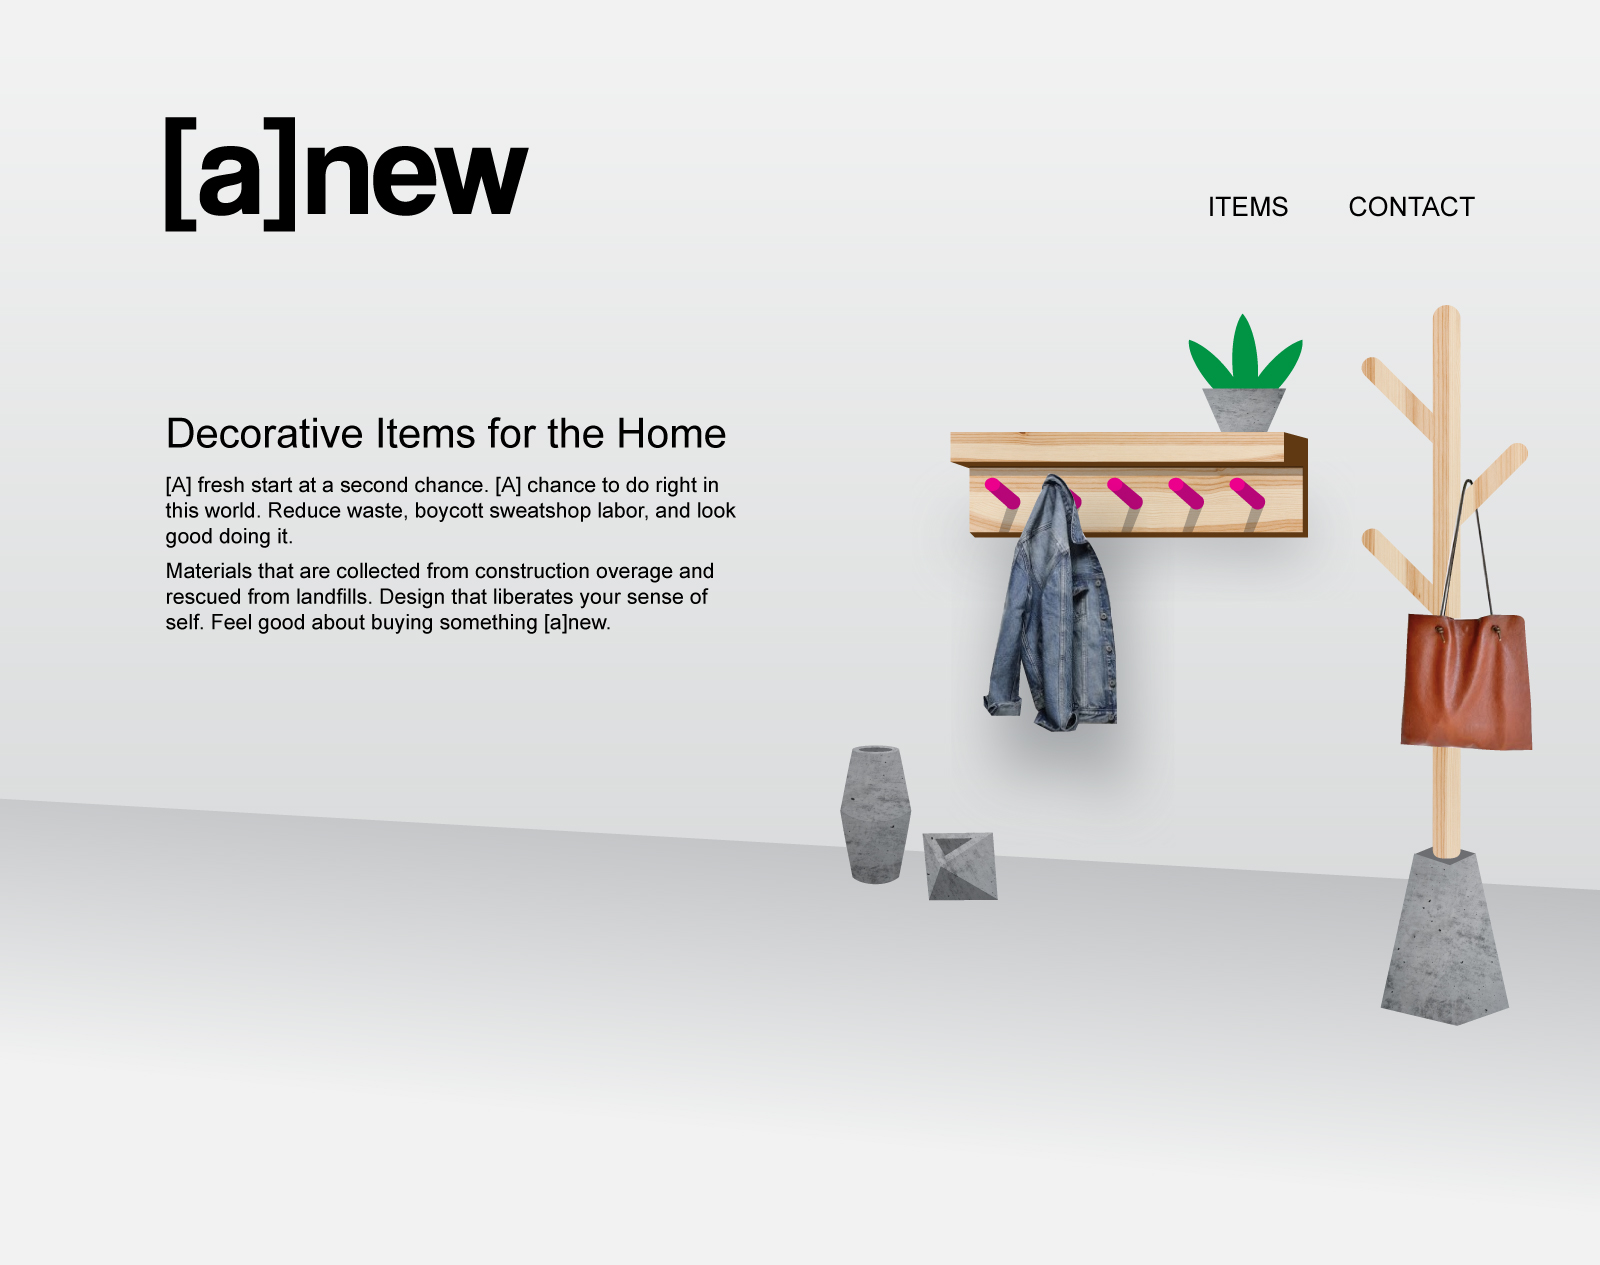 [a]new
ITEMS CONTACT
Decorative Items for the Home
[A] fresh start at a second chance. [A] chance to do right in
this world. Reduce waste, boycott sweatshop labor, and look
good doing it.
Materials that are collected from construction overage and
rescued from landfills. Design that liberates your sense of
self. Feel good about buying something [a]new.